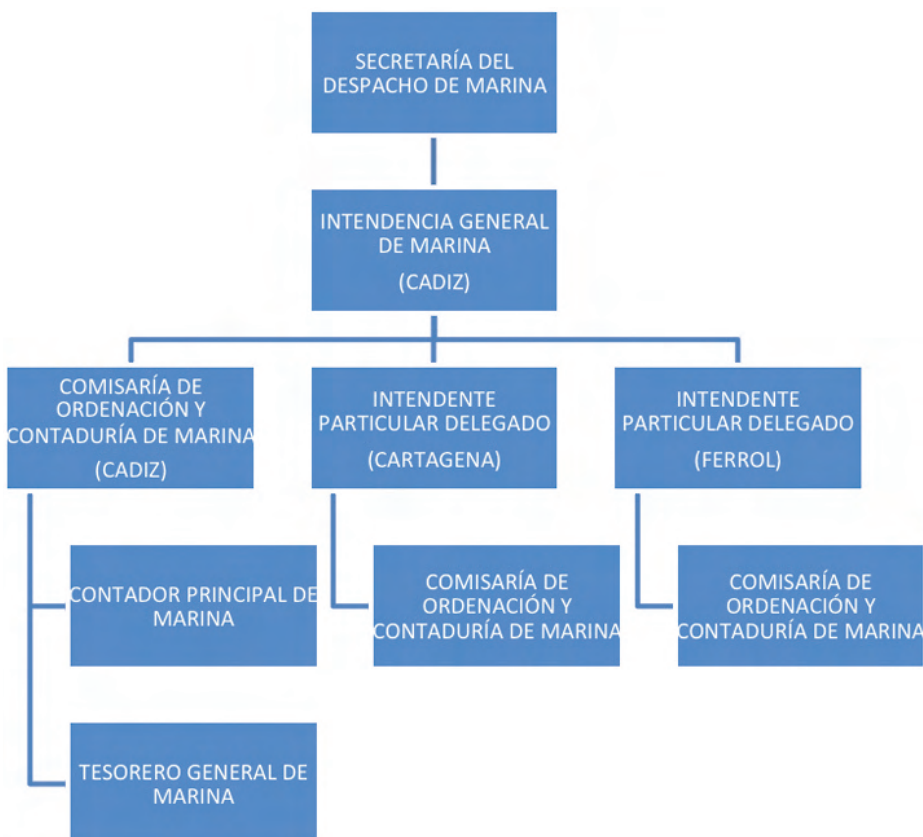 SECRETARÍA DEL
DESPACHO DE MARINA
INTENDENCIA GENERAL
DE MARINA
(CADIZ)
COMISARÍA DE
ORDENACIÓN Y
CONTADURÍA DE MARINA
(CADIZ)
INTENDENTE
PARTICULAR DELEGADO
(CARTAGENA)
INTENDENTE
PARTICULAR DELEGADO
(FERROL)
CONTADOR PRINCIPAL DE
MARINA
COMISARÍA DE
ORDENACIÓN Y
CONTADURÍA DE MARINA
COMISARÍA DE
ORDENACIÓN Y
CONTADURÍA DE MARINA
TESORERO GENERAL DE
MARINA